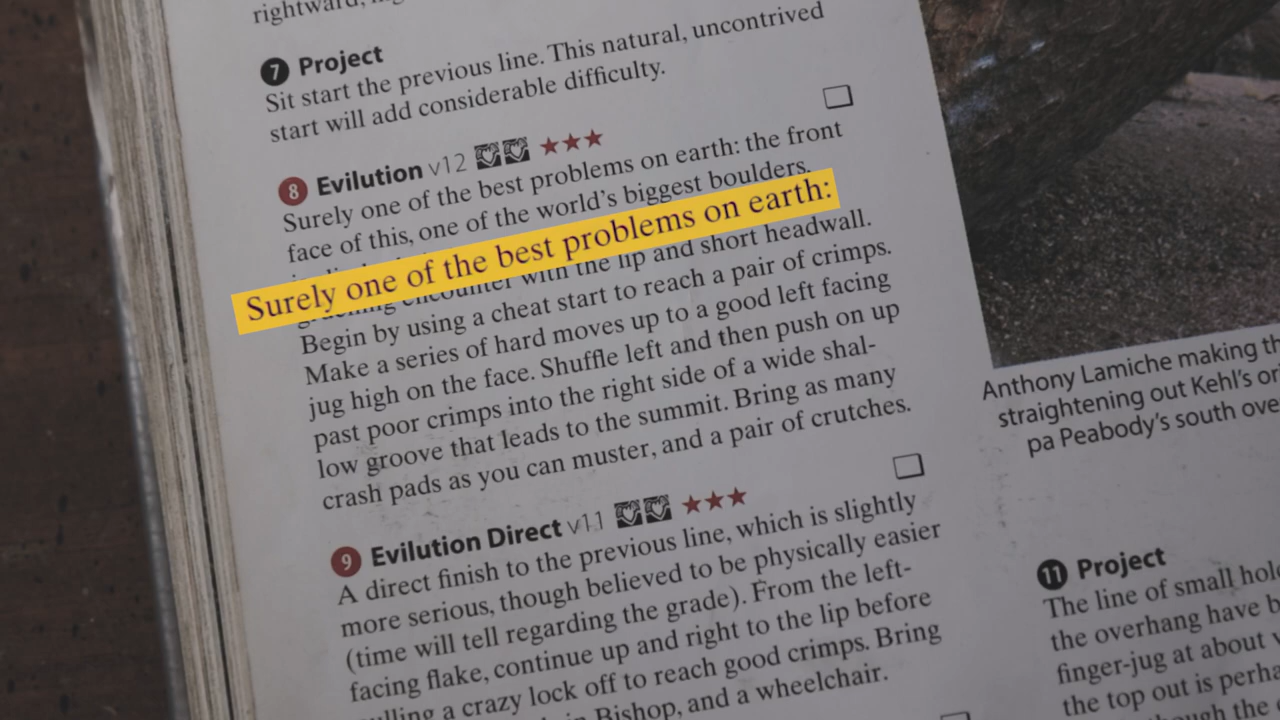 rightward,
7 Project
Sit start the previous line. This natural, uncontrived
start will add considerable difficulty.
8 Evilution v12 ★★★
Surely one of the best problems on earth: the front
face of this, one of the world's biggest boulders.
Surely one of the best problems on earth:
encounter with the lip and short headwall.
Begin by using a cheat start to reach a pair of crimps.
Make a series of hard moves up to a good left facing
jug high on the face. Shuffle left and then push on up
past poor crimps into the right side of a wide shal-
low groove that leads to the summit. Bring as many
crash pads as you can muster, and a pair of crutches.
9 Evilution Direct v11 ★★★
A direct finish to the previous line, which is slightly
more serious, though believed to be physically easier
(time will tell regarding the grade). From the left-
facing flake, continue up and right to the lip before
a crazy lock off to reach good crimps. Bring
in Bishop, and a wheelchair.
Anthony Lamiche making
straightening out Kehl's
pa Peabody's south
11 Project
The line of small
the overhang have
finger-jug at about
the top out is
the